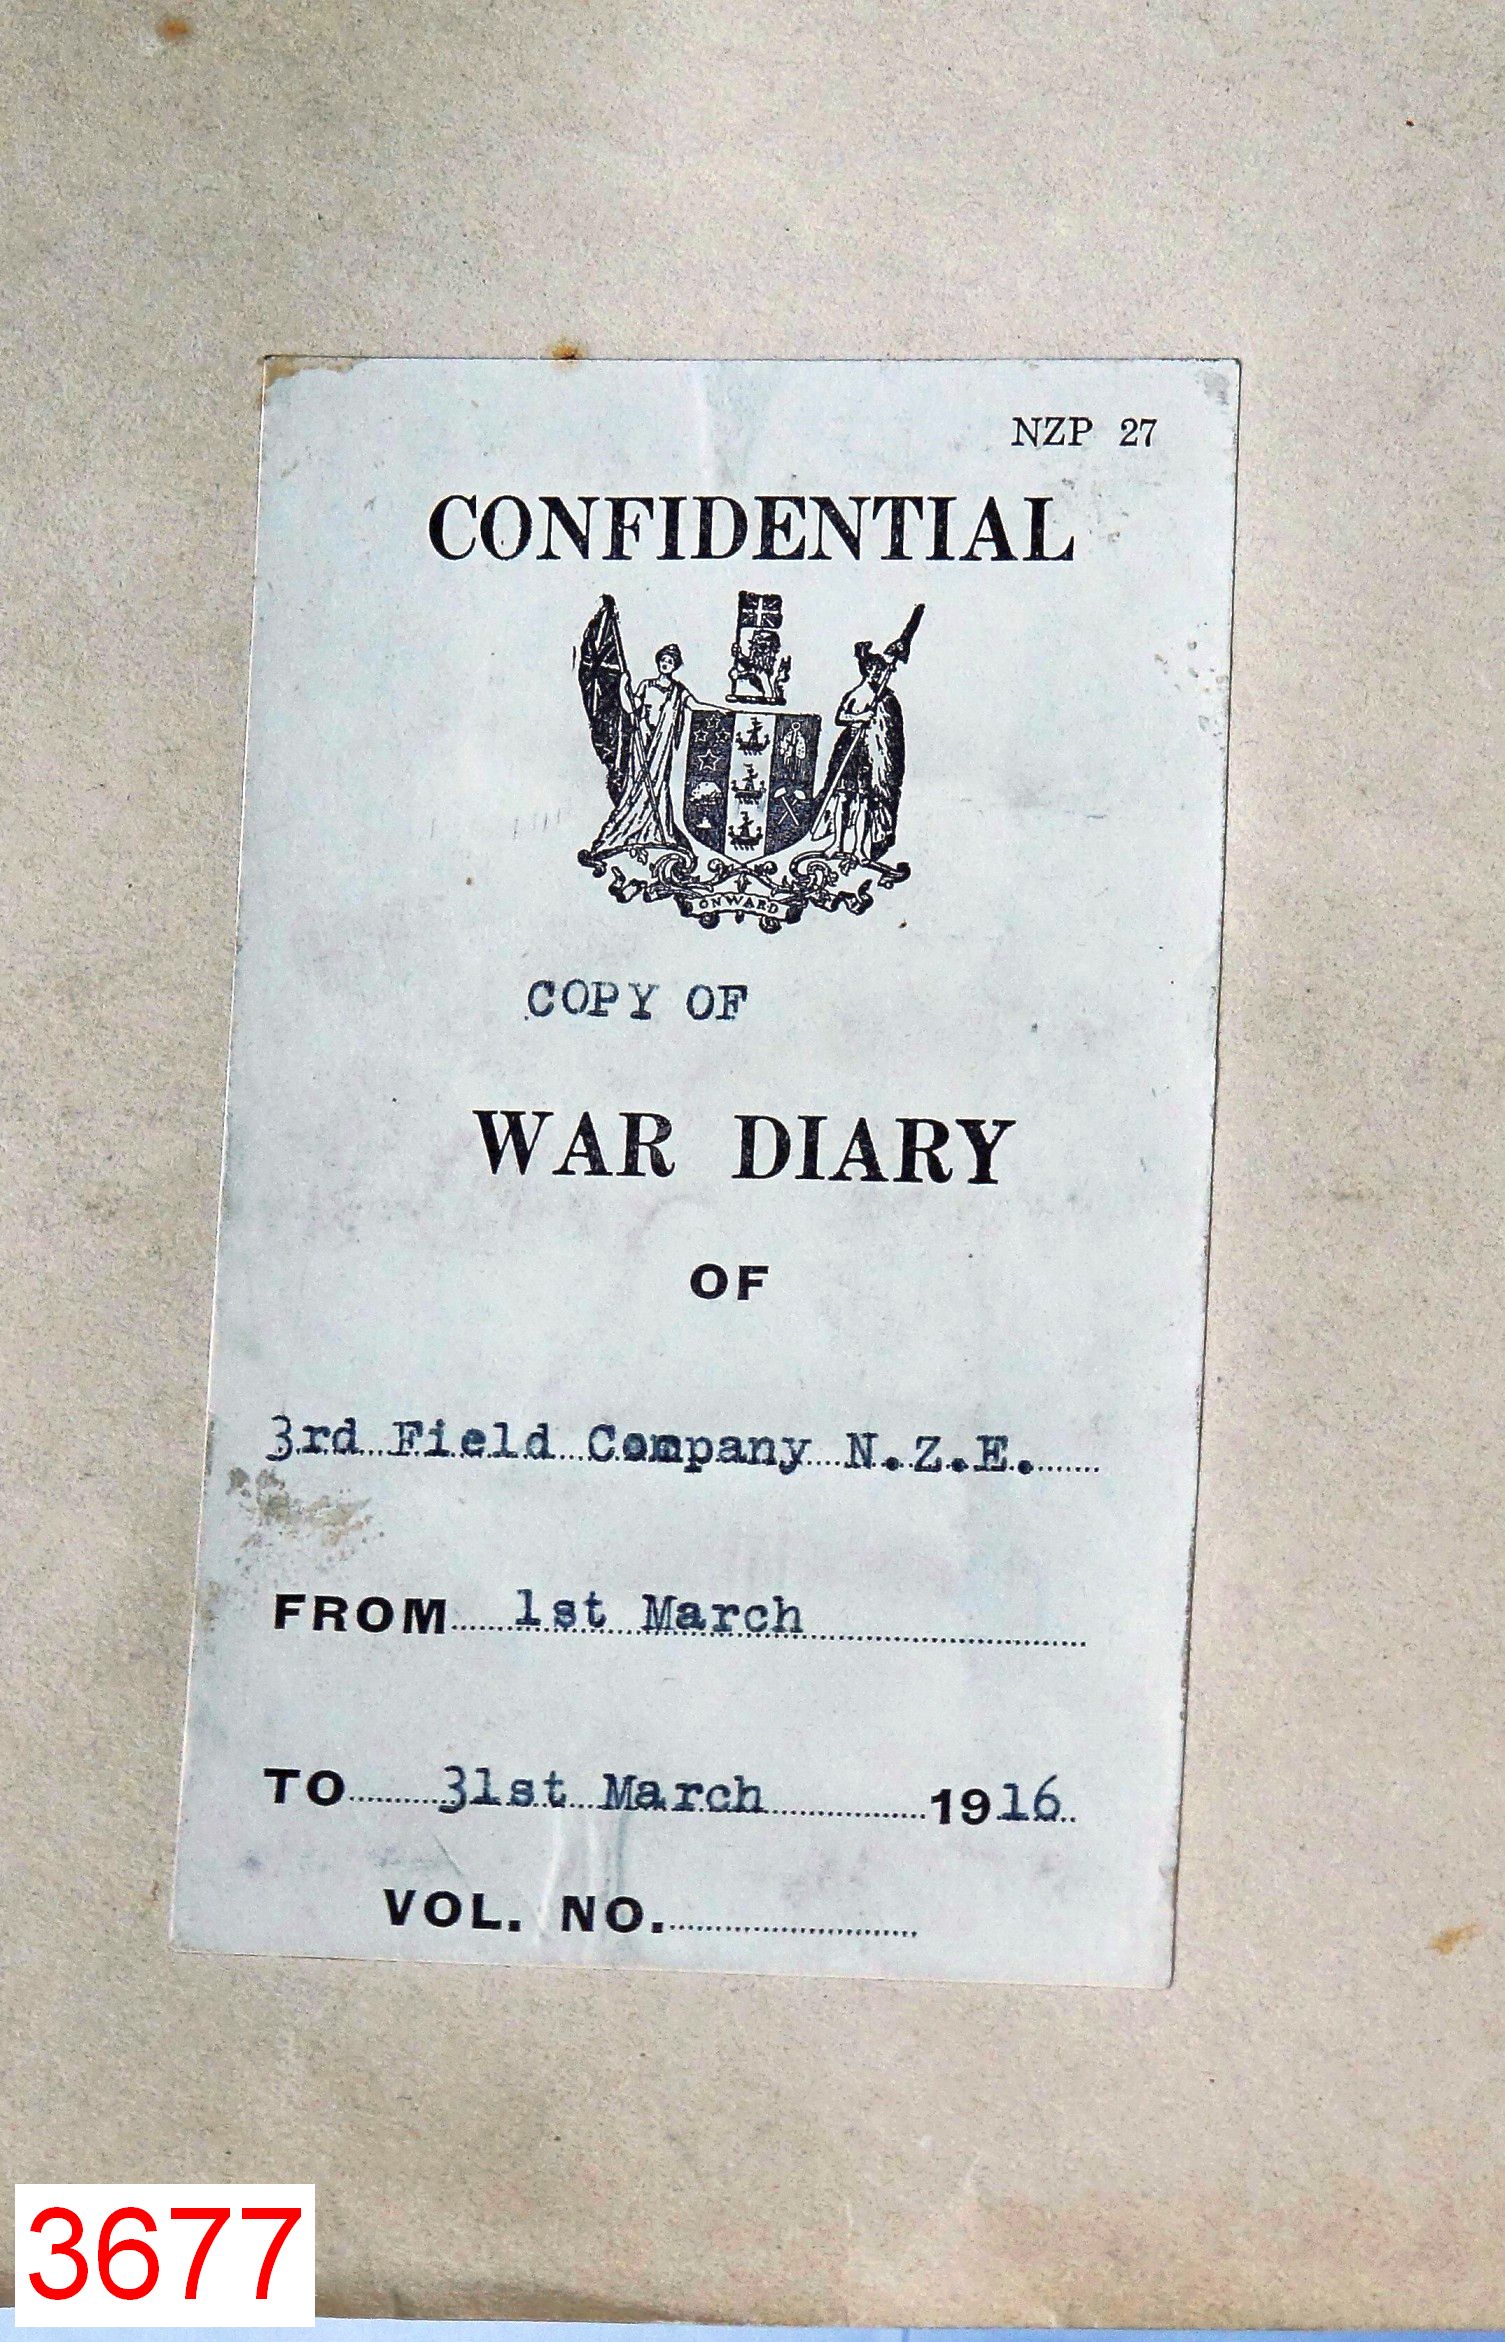 NZP 27
CONFIDENTIAL
ONWARD
COPY OF
WAR DIARY
OF
3rd Field Company N.Z.E.
FROM 1st March
TO 31st March 1916
VOL. NO.
3677